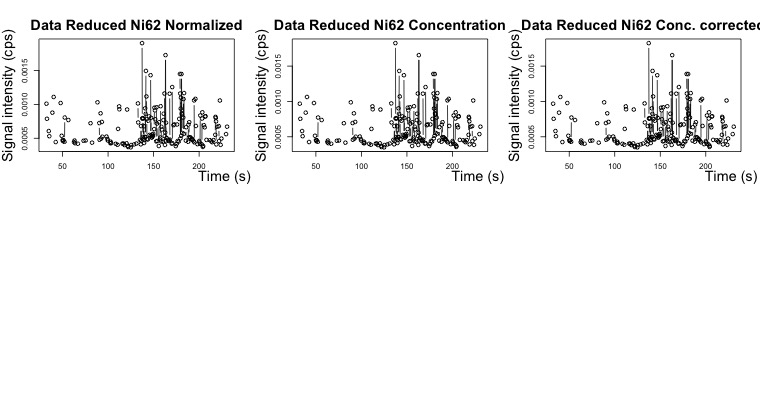 Data Reduced Ni62 Normalized
Signal intensity (cps)
0.0005 0.0010 0.0015
50 100 150 200
Time (s)
Data Reduced Ni62 Concentration
Signal intensity (cps)
0.0005 0.0010 0.0015
50 100 150 200
Time (s)
Data Reduced Ni62 Conc. corrected
Signal intensity (cps)
0.0005 0.0010 0.0015
50 100 150 200
Time (s)